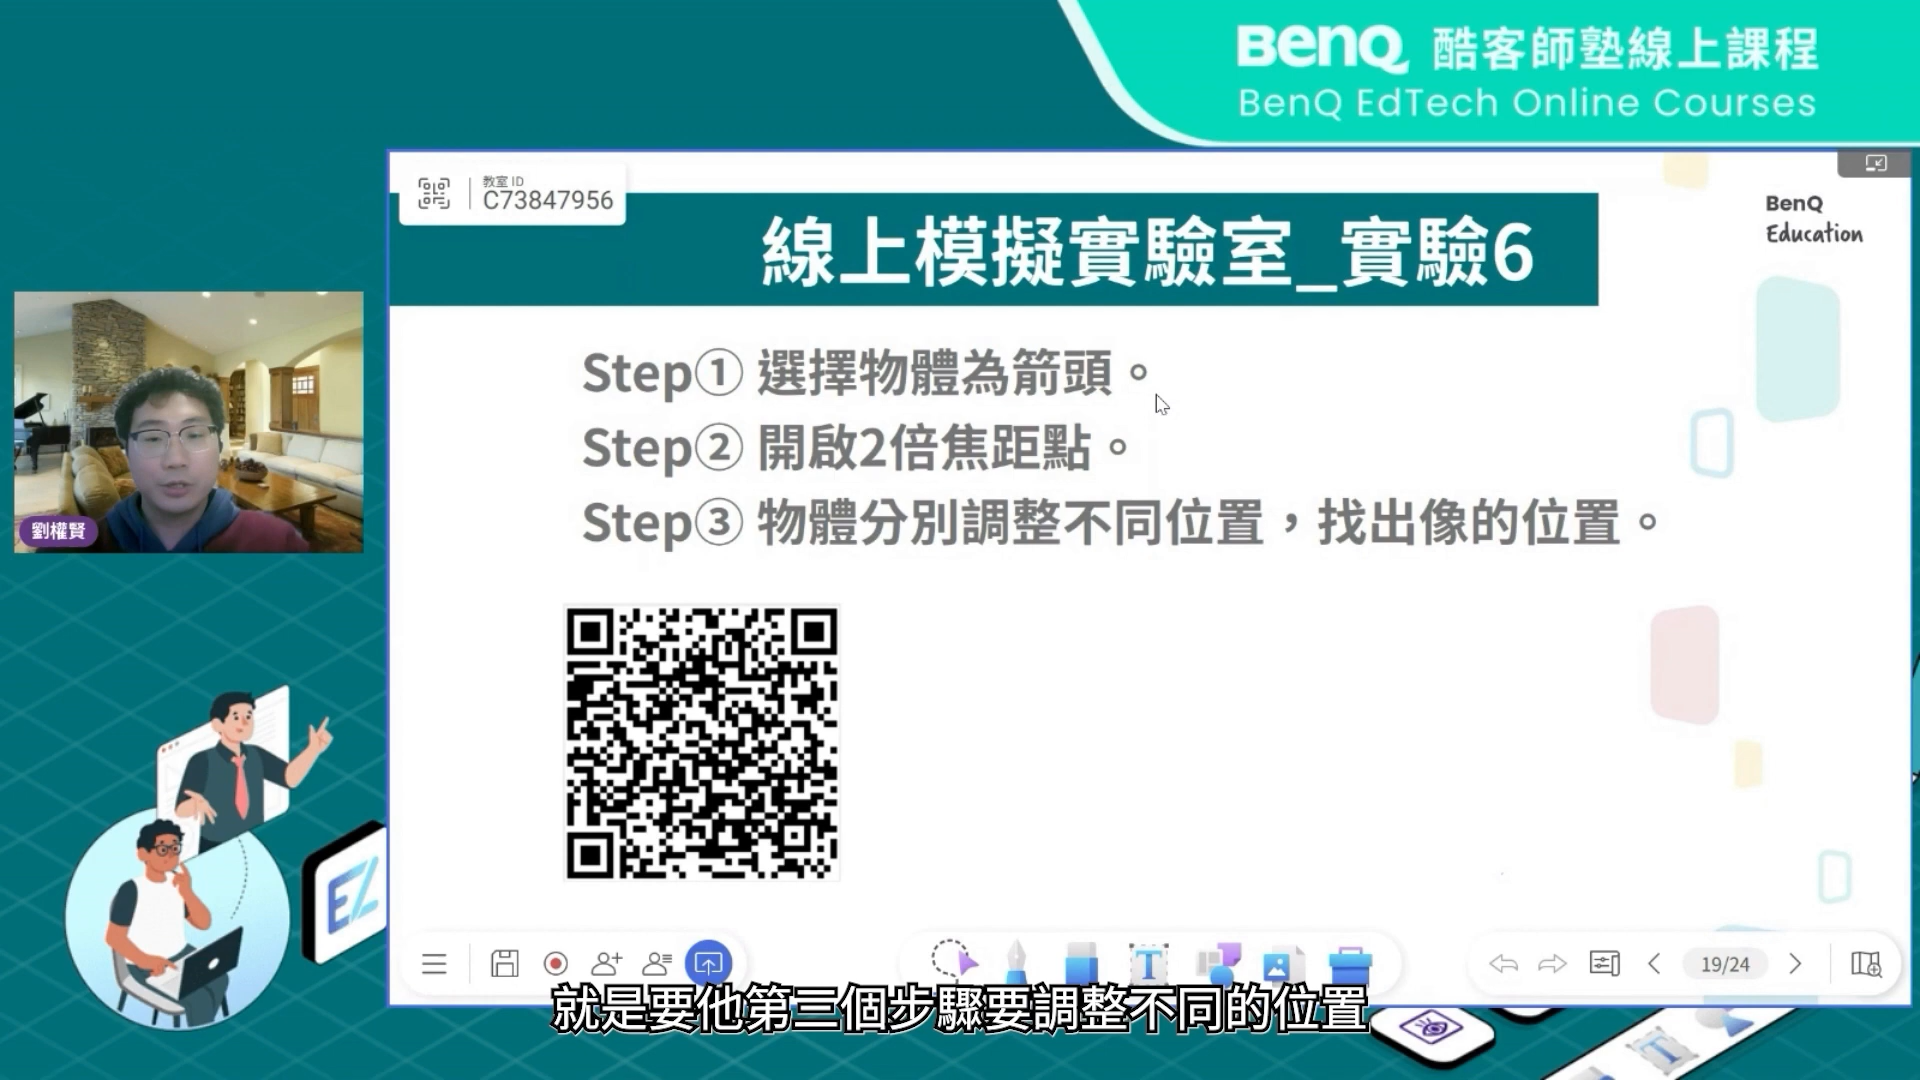 BenQ 酷客師塾線上課程
BenQ EdTech Online Courses
教室 ID
C73847956
BenQ
Education
線上模擬實驗室_實驗6
Step① 選擇物體為箭頭。
Step② 開啟2倍焦距點。
Step③ 物體分別調整不同位置，找出像的位置。
劉權賢
EZ
T
19/24
就是要他第三個步驟要調整不同的位置
T